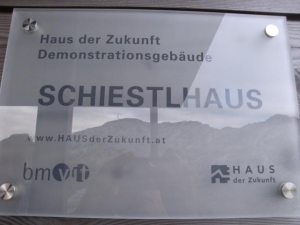 Haus der Zukunft
Demonstrationsgebäude
SCHIESTLHAUS
www.HAUSderZukunft.at
bmvit
HAUS
der Zukunft